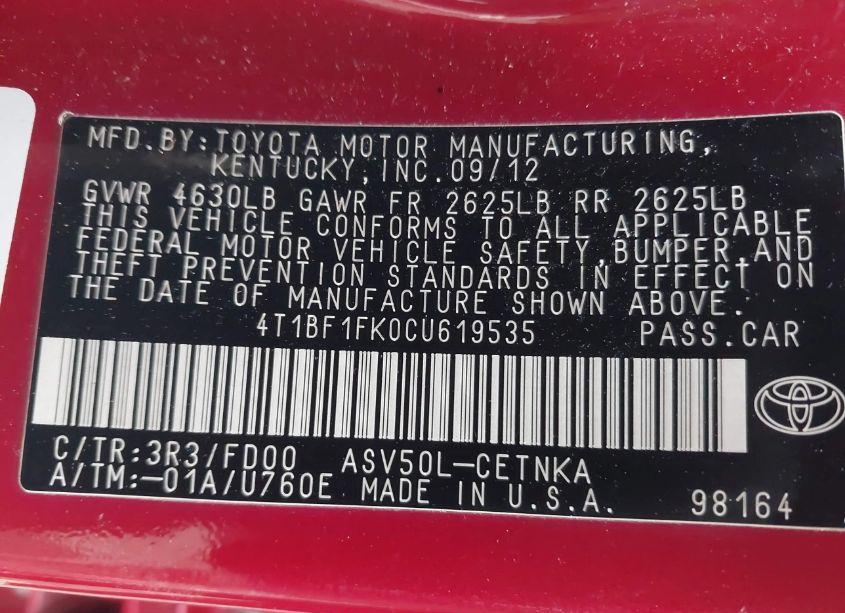 MFD.BY:TOYOTA MOTOR MANUFACTURING,
KENTUCKY,INC.09/12
GVWR 4630LB GAWR FR 2625LB RR 2625LB
THIS VEHICLE CONFORMS TO ALL APPLICABLE
FEDERAL MOTOR VEHICLE SAFETY,BUMPER,AND
THEFT PREVENTION STANDARDS IN EFFECT ON
THE DATE OF MANUFACTURE SHOWN ABOVE.
4T1BF1FK0CU619535 PASS.CAR
C/TR:3R3/FD00 ASV50L-CETNKA
A/TM:-01A/U760E MADE IN U.S.A. 98164